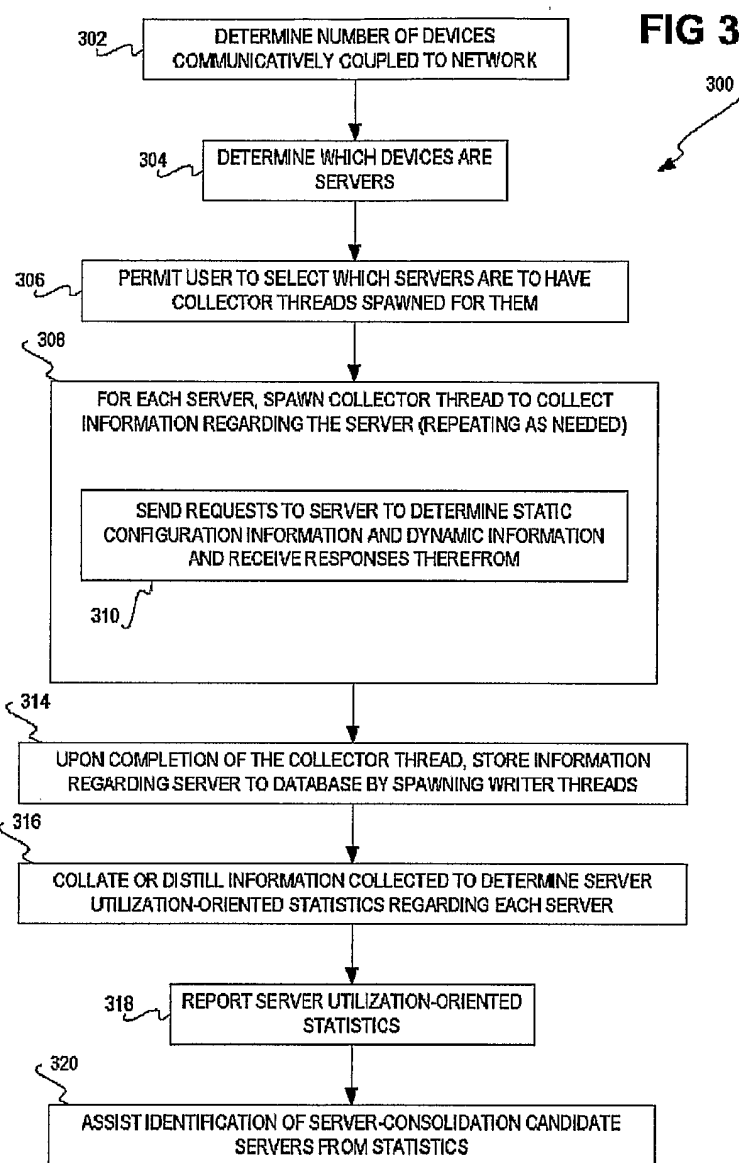 FIG 3
300
302
DETERMINE NUMBER OF DEVICES
COMMUNICATIVELY COUPLED TO NETWORK
304
DETERMINE WHICH DEVICES ARE
SERVERS
306
PERMIT USER TO SELECT WHICH SERVERS ARE TO HAVE
COLLECTOR THREADS SPAWNED FOR THEM
308
FOR EACH SERVER, SPAWN COLLECTOR THREAD TO COLLECT
INFORMATION REGARDING THE SERVER (REPEATING AS NEEDED)
SEND REQUESTS TO SERVER TO DETERMINE STATIC
CONFIGURATION INFORMATION AND DYNAMIC INFORMATION
AND RECEIVE RESPONSES THEREFROM
310
314
UPON COMPLETION OF THE COLLECTOR THREAD, STORE INFORMATION
REGARDING SERVER TO DATABASE BY SPAWNING WRITER THREADS
316
COLLATE OR DISTILL INFORMATION COLLECTED TO DETERMINE SERVER
UTILIZATION-ORIENTED STATISTICS REGARDING EACH SERVER
318
REPORT SERVER UTILIZATION-ORIENTED
STATISTICS
320
ASSIST IDENTIFICATION OF SERVER-CONSOLIDATION CANDIDATE
SERVERS FROM STATISTICS